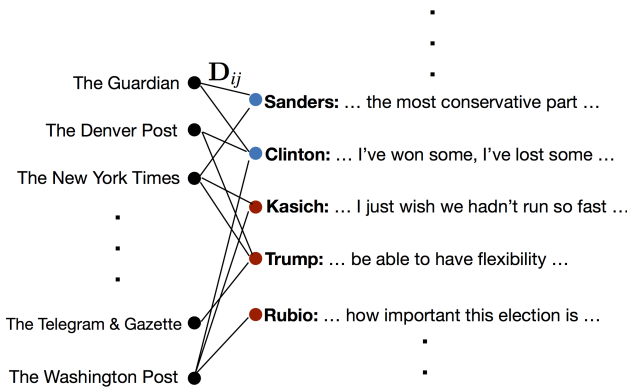 The Guardian
D_ij
Sanders: … the most conservative part …
The Denver Post
Clinton: … I’ve won some, I’ve lost some …
The New York Times
Kasich: … I just wish we hadn’t run so fast …
Trump: … be able to have flexibility …
The Telegram & Gazette
Rubio: … how important this election is …
The Washington Post